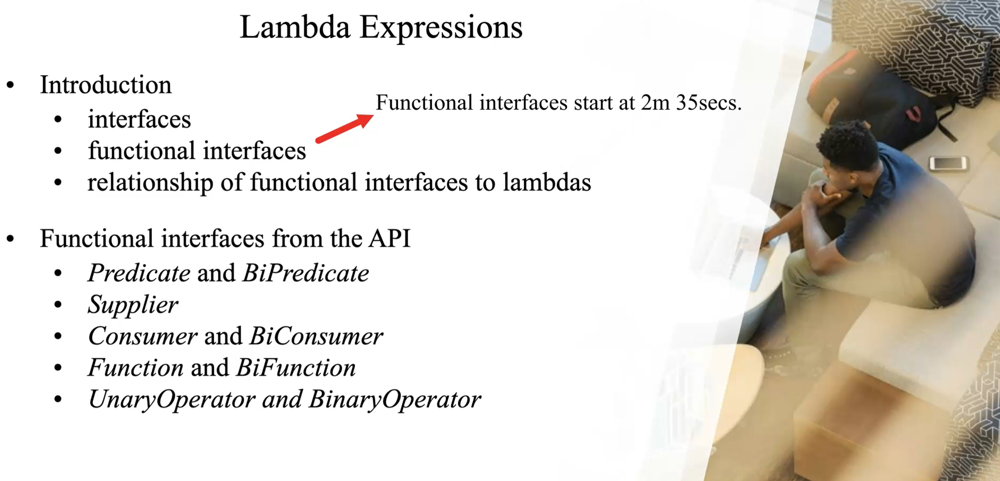 Lambda Expressions
• Introduction
Functional interfaces start at 2m 35secs.
• interfaces
• functional interfaces
• relationship of functional interfaces to lambdas
• Functional interfaces from the API
• Predicate and BiPredicate
• Supplier
• Consumer and BiConsumer
• Function and BiFunction
• UnaryOperator and BinaryOperator